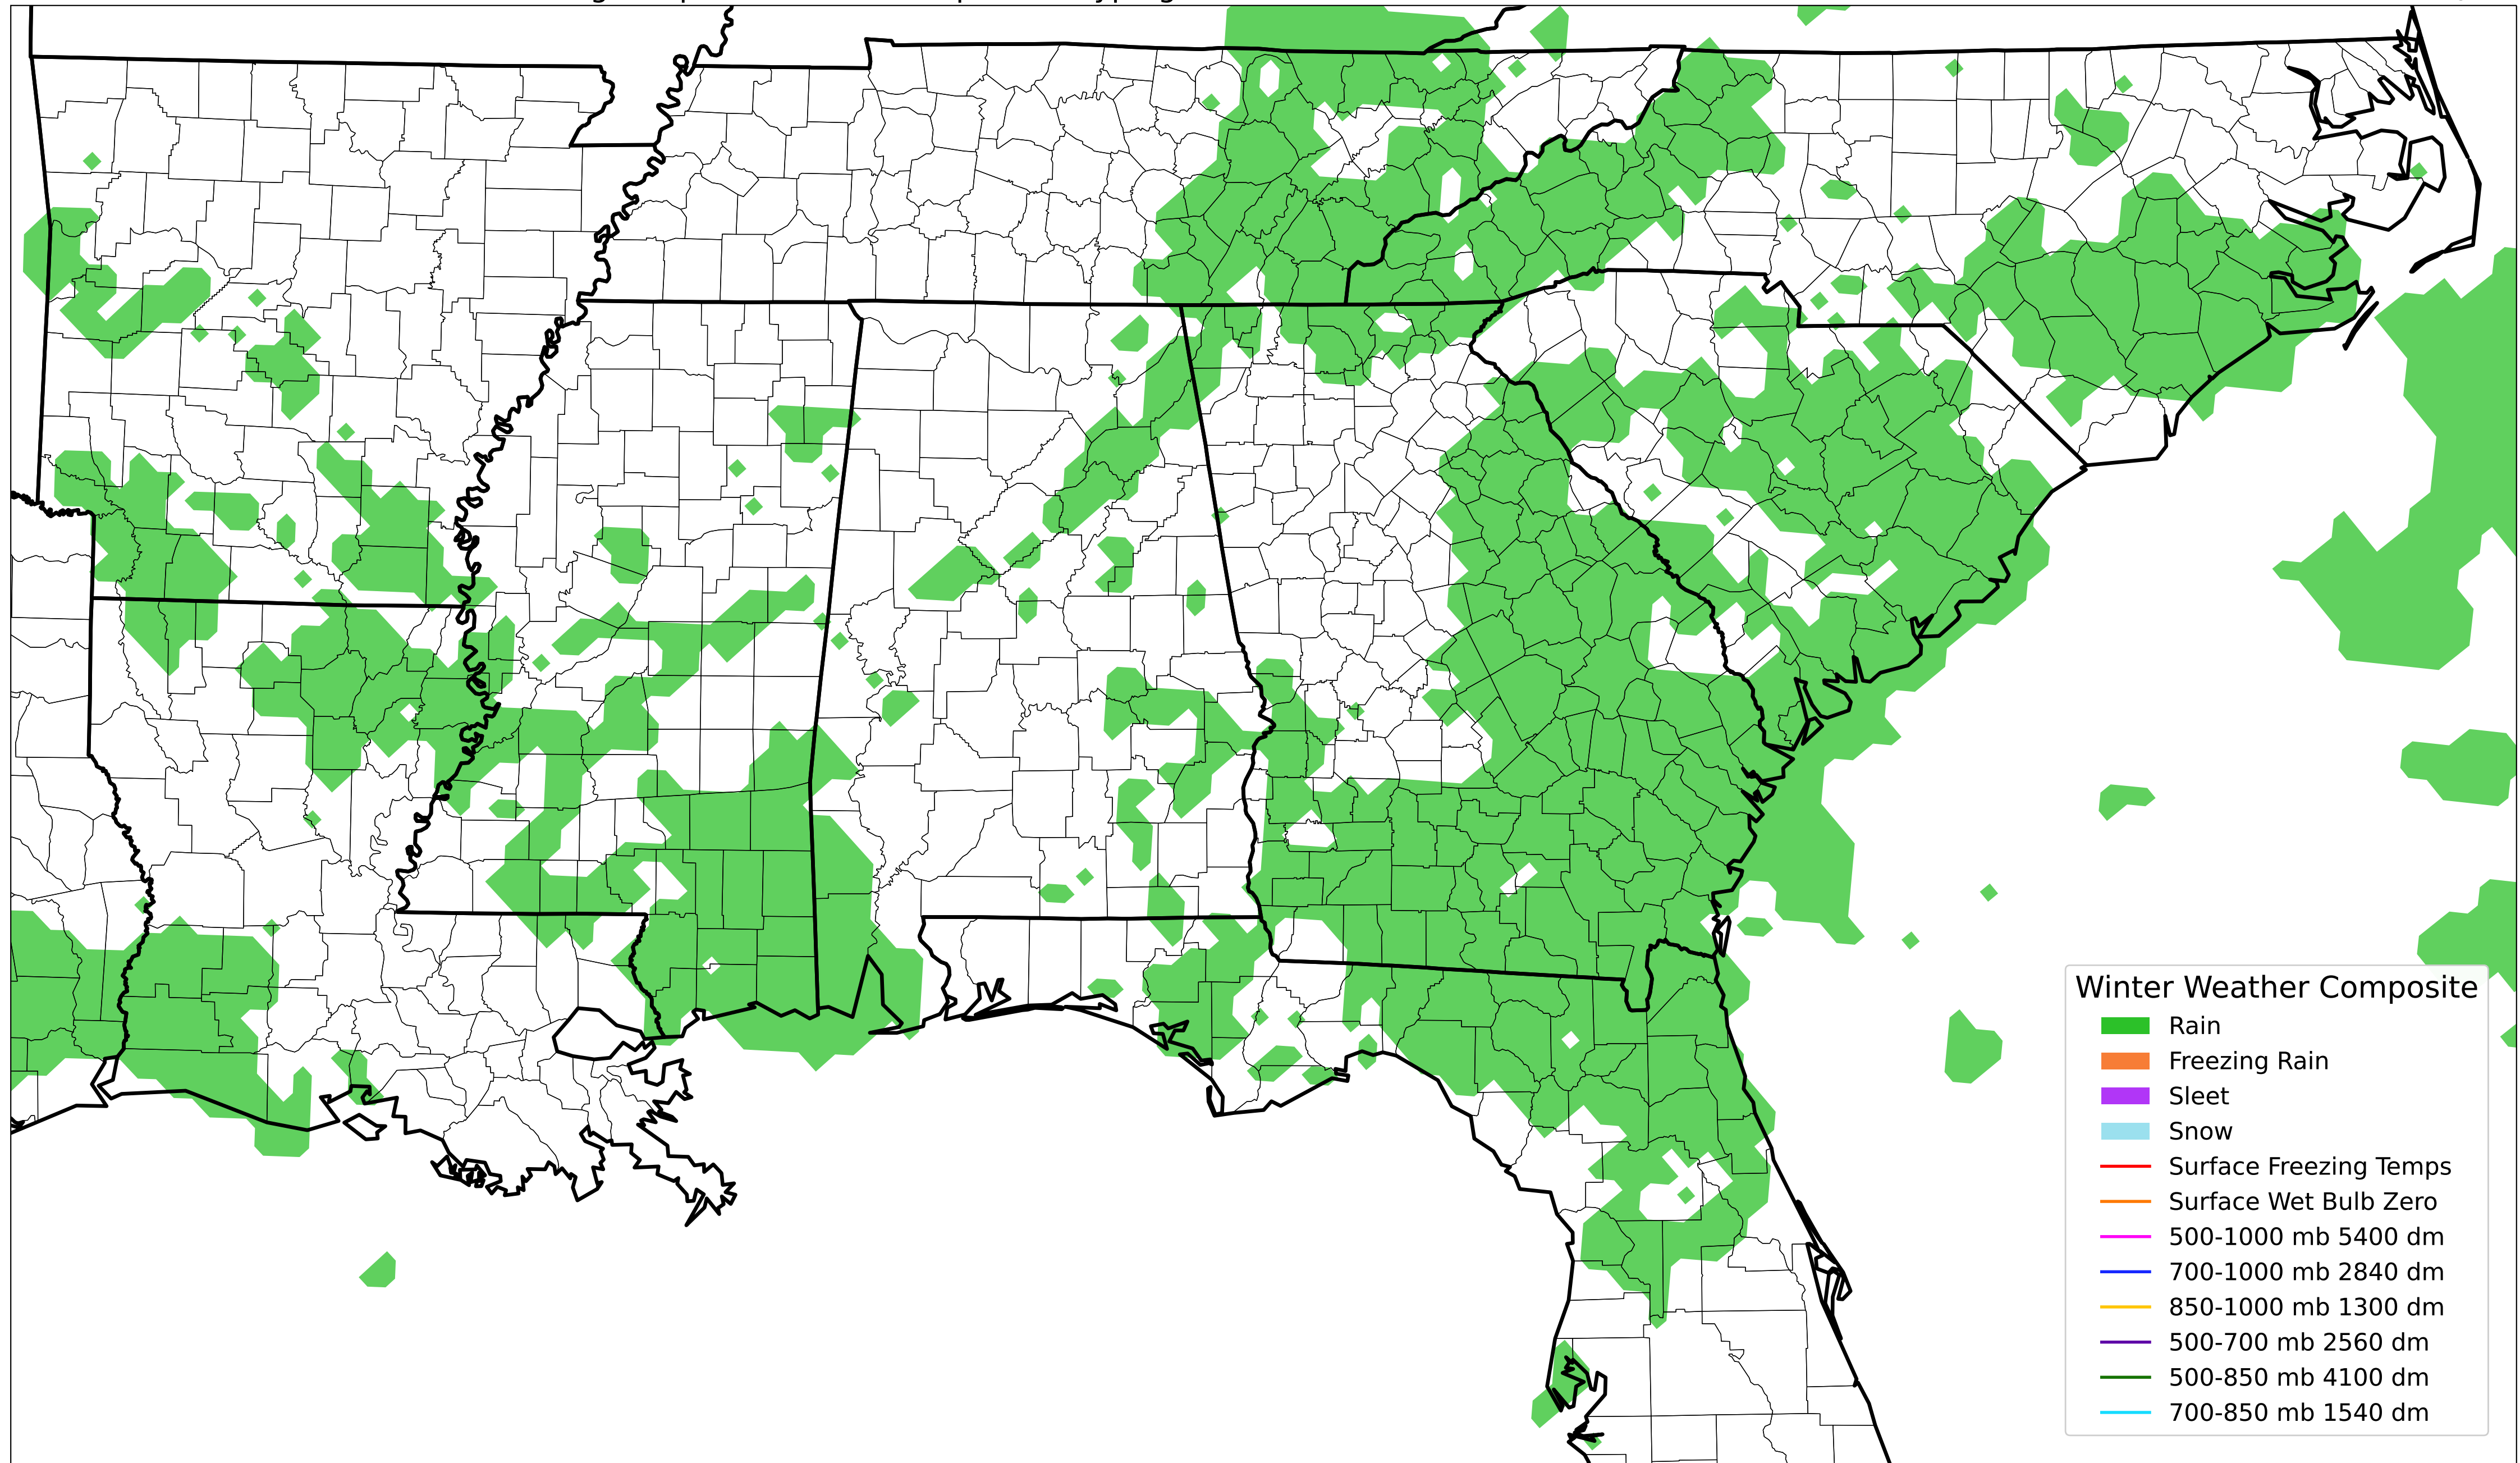 Winter Weather Composite
Rain
Freezing Rain
Sleet
Snow
Surface Freezing Temps
Surface Wet Bulb Zero
500-1000 mb 5400 dm
700-1000 mb 2840 dm
850-1000 mb 1300 dm
500-700 mb 2560 dm
500-850 mb 4100 dm
700-850 mb 1540 dm